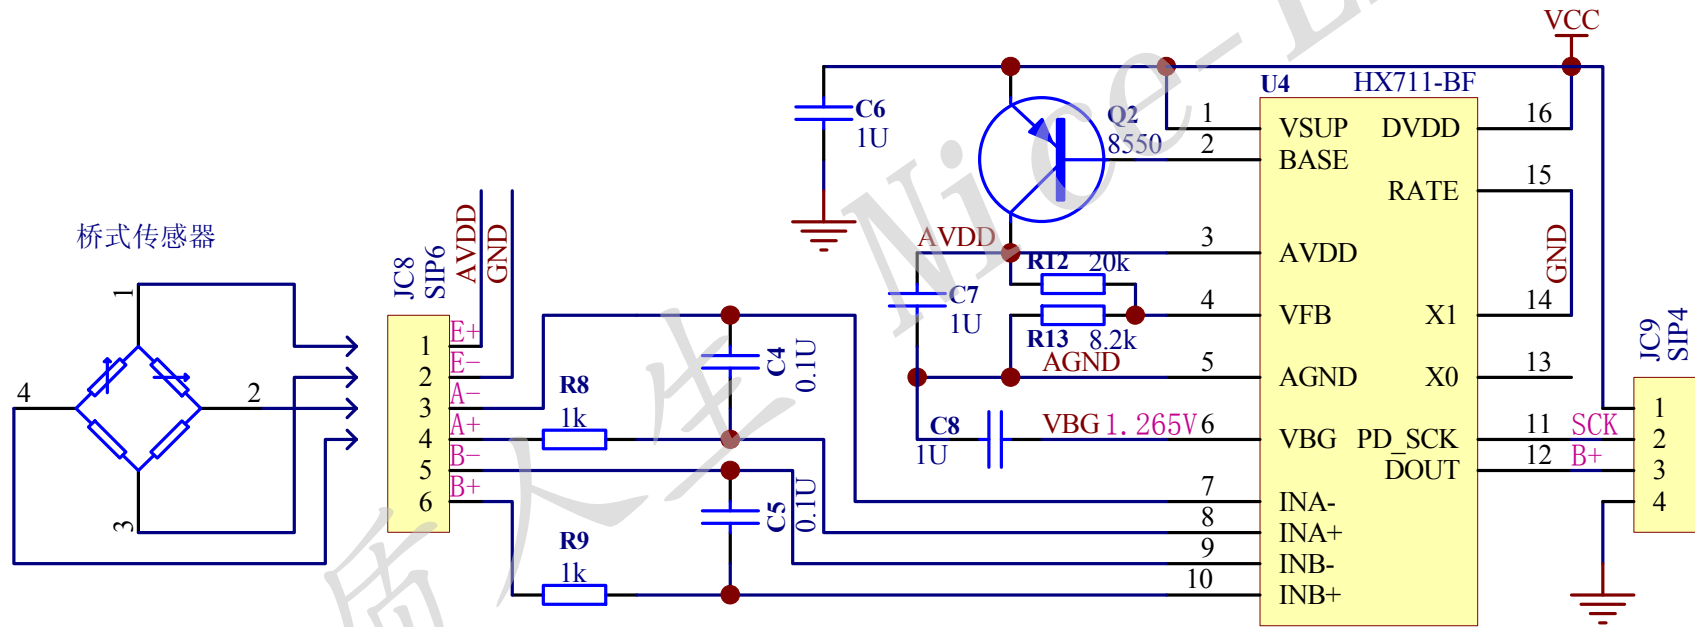 VCC
U4
HX711-BF
C6
1U
Q2
8550
1
VSUP
DVDD
16
2
BASE
RATE
15
AVDD
3
AVDD
R12
20k
GND
C7
1U
4
VFB
X1
14
R13
8.2k
AGND
5
AGND
X0
13
C8
1U
VBG
1.265V
6
VBG
PD_SCK
11
SCK
DOUT
12
B+
7
INA-
8
INA+
9
INB-
10
INB+
JC9
SIP4
1
2
3
4
桥式传感器
1
2
3
4
JC8
SIP6
AVDD
GND
1
E+
2
E-
3
A-
4
A+
5
B-
6
B+
R8
1k
C4
0.1U
C5
0.1U
R9
1k
质人生 Nice-L